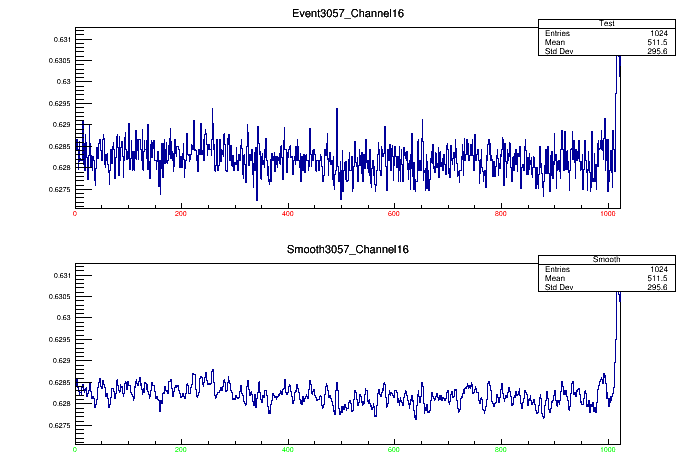 Event3057_Channel16
Test
Entries 1024
Mean 511.5
Std Dev 295.6
0.631
0.6305
0.63
0.6295
0.629
0.6285
0.628
0.6275
0 200 400 600 800 1000
Smooth3057_Channel16
Smooth
Entries 1024
Mean 511.5
Std Dev 295.6
0.631
0.6305
0.63
0.6295
0.629
0.6285
0.628
0.6275
0 200 400 600 800 1000